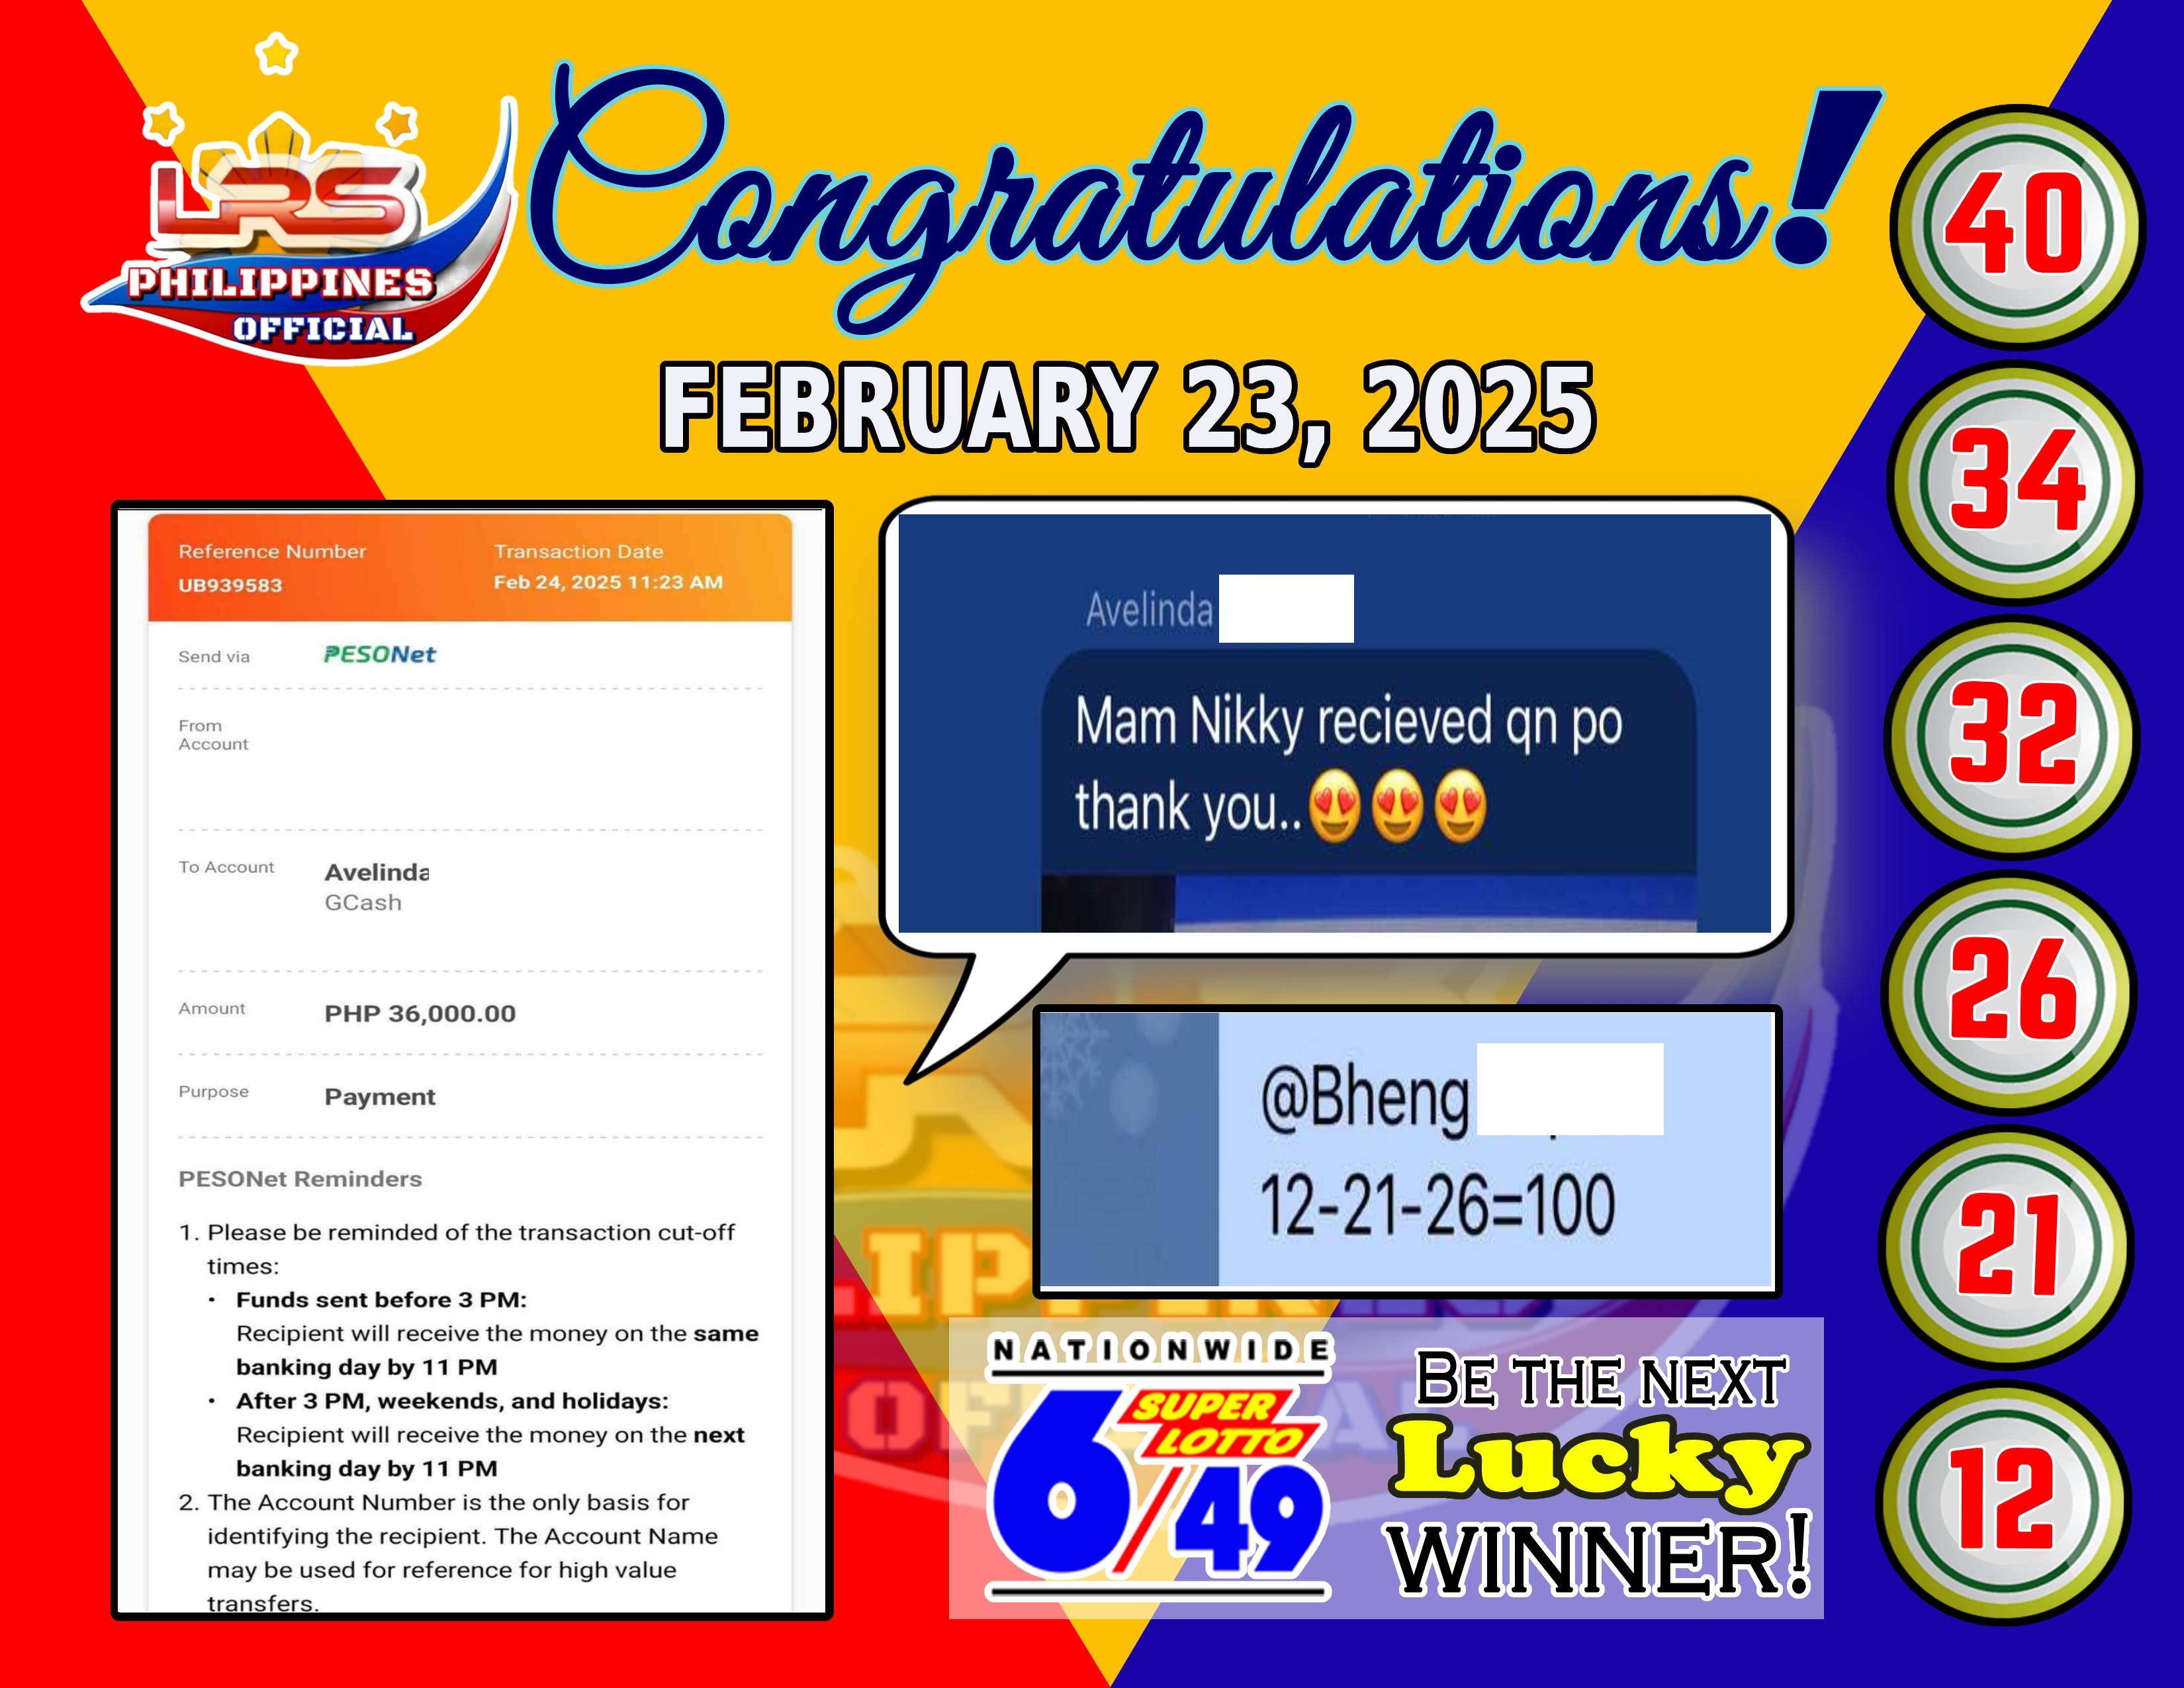 LRS
PHILIPPINES
OFFICIAL
Congratulations!
FEBRUARY 23, 2025
Reference Number
UB939583
Transaction Date
Feb 24, 2025 11:23 AM
Send via
PESONet
From
Account
To Account
Avelinda
GCash
Amount
PHP 36,000.00
Purpose
Payment
PESONet Reminders
1. Please be reminded of the transaction cut-off
times:
• Funds sent before 3 PM:
Recipient will receive the money on the same
banking day by 11 PM
• After 3 PM, weekends, and holidays:
Recipient will receive the money on the next
banking day by 11 PM
2. The Account Number is the only basis for
identifying the recipient. The Account Name
may be used for reference for high value
transfers.
Avelinda
Mam Nikky recieved qn po
thank you..😍😍😍
@Bheng
12-21-26=100
NATIONWIDE
SUPER
LOTTO
6/49
BE THE NEXT
Lucky
WINNER!
40
34
32
26
21
12